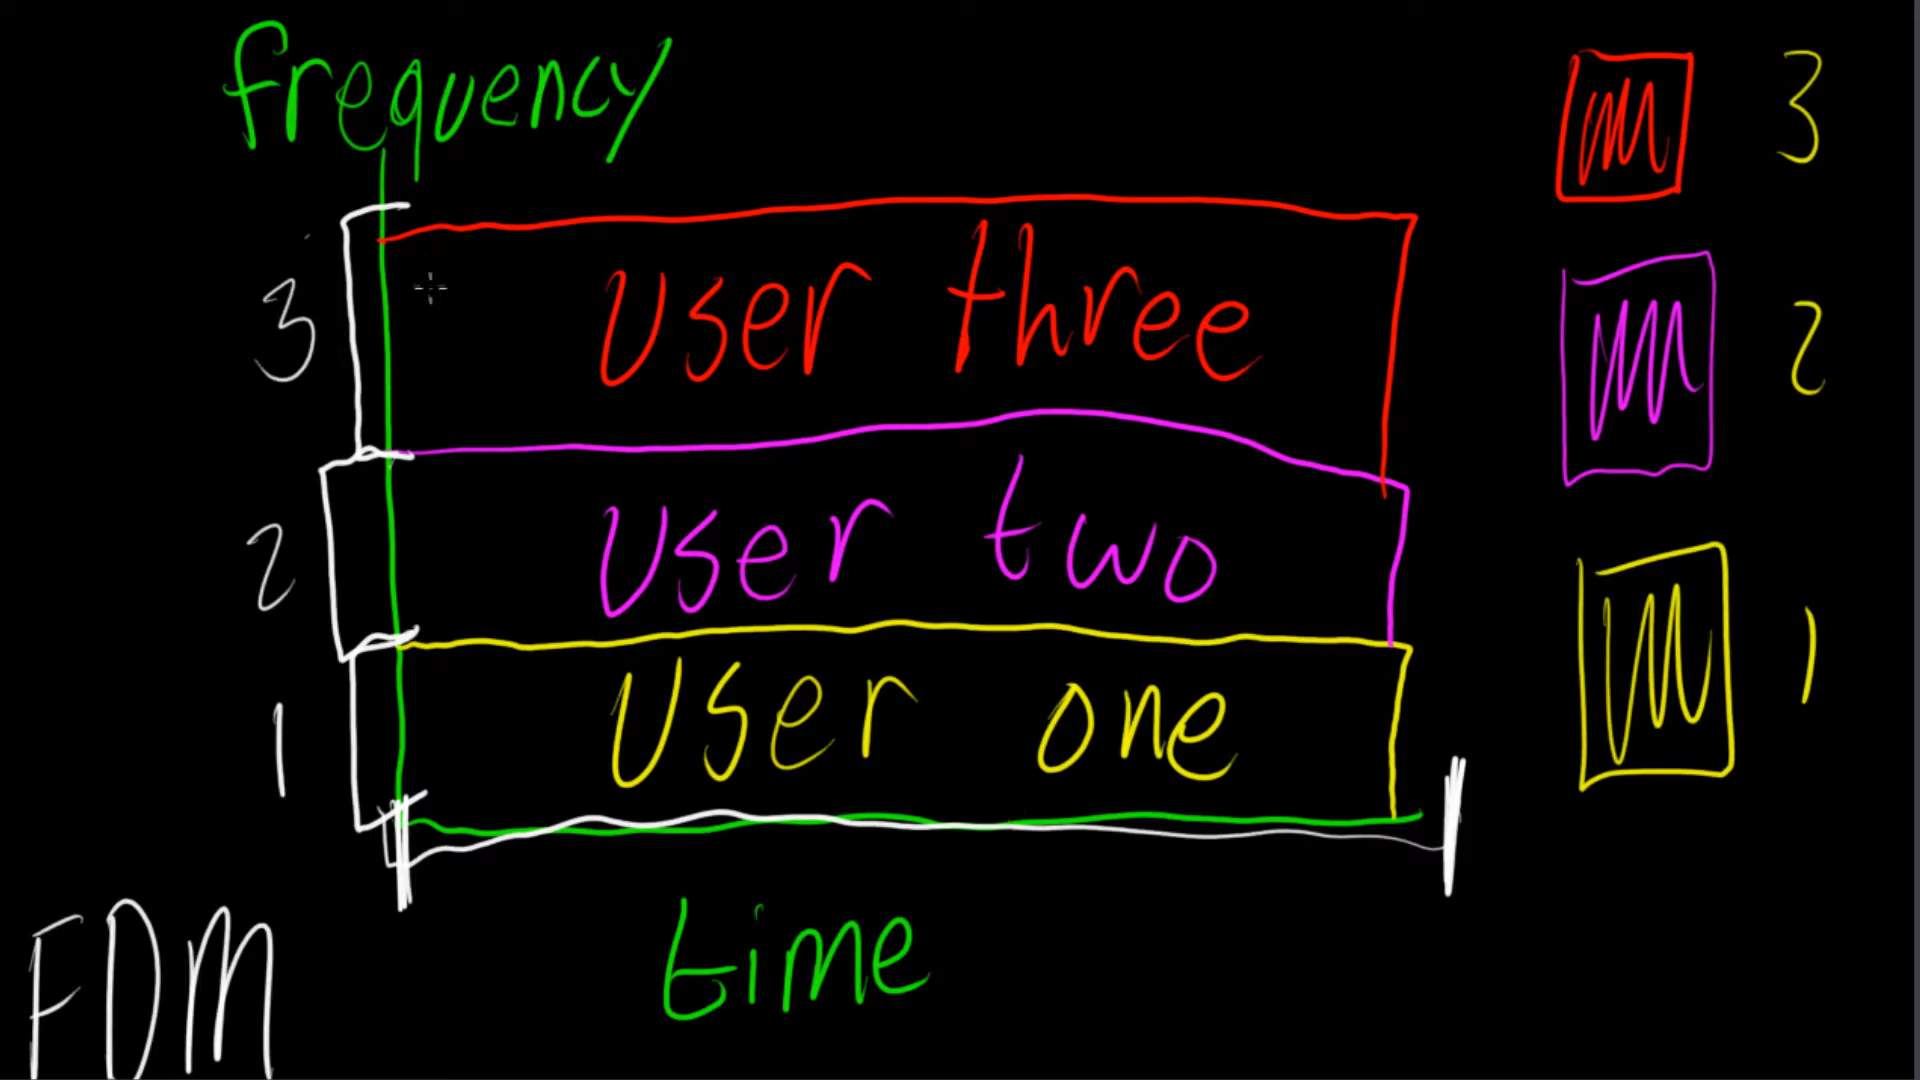 frequency
3
3
User three
2
2
User two
1
1
User one
time
FDM